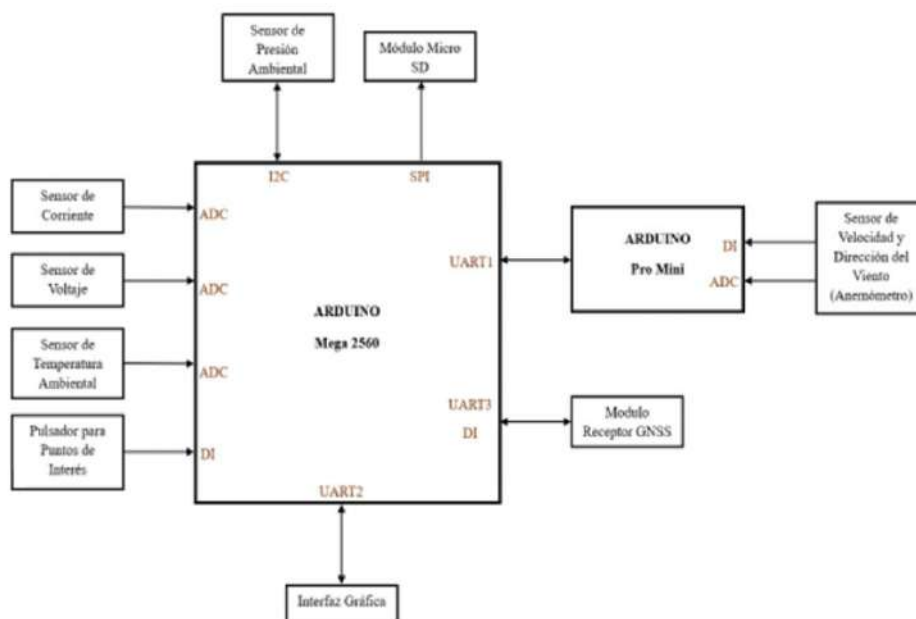 Sensor de
Presión
Ambiental
Módulo Micro
SD
I2C
SPI
Sensor de
Corriente
ADC
Sensor de
Voltaje
ADC
Sensor de
Temperatura
Ambiental
ADC
Pulsador para
Puntos de
Interés
DI
ARDUINO
Mega 2560
UART1
UART3
DI
UART2
ARDUINO
Pro Mini
DI
ADC
Sensor de
Velocidad y
Dirección del
Viento
(Anemómetro)
Modulo
Receptor GNSS
Interfaz Gráfica